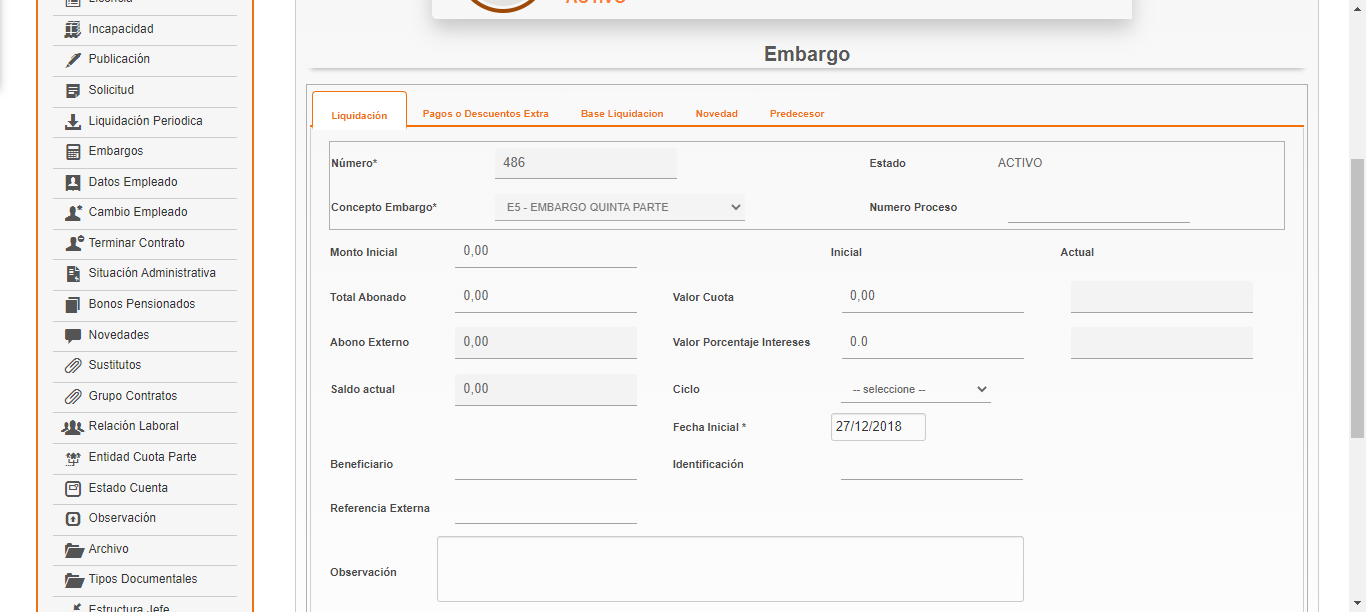 Licencia
Incapacidad
Publicación
Solicitud
Liquidación Periodica
Embargos
Datos Empleado
Cambio Empleado
Terminar Contrato
Situación Administrativa
Bonos Pensionados
Novedades
Sustitutos
Grupo Contratos
Relación Laboral
Entidad Cuota Parte
Estado Cuenta
Observación
Archivo
Tipos Documentales
Estructura Jefe
ACTIVO
Embargo
Liquidación Pagos o Descuentos Extra Base Liquidacion Novedad Predecesor
Número* 486 Estado ACTIVO
Concepto Embargo* E5 - EMBARGO QUINTA PARTE Numero Proceso
Monto Inicial 0,00 Inicial Actual
Total Abonado 0,00 Valor Cuota 0,00
Abono Externo 0,00 Valor Porcentaje Intereses 0.0
Saldo actual 0,00 Ciclo -- seleccione --
Fecha Inicial * 27/12/2018
Beneficiario Identificación
Referencia Externa
Observación